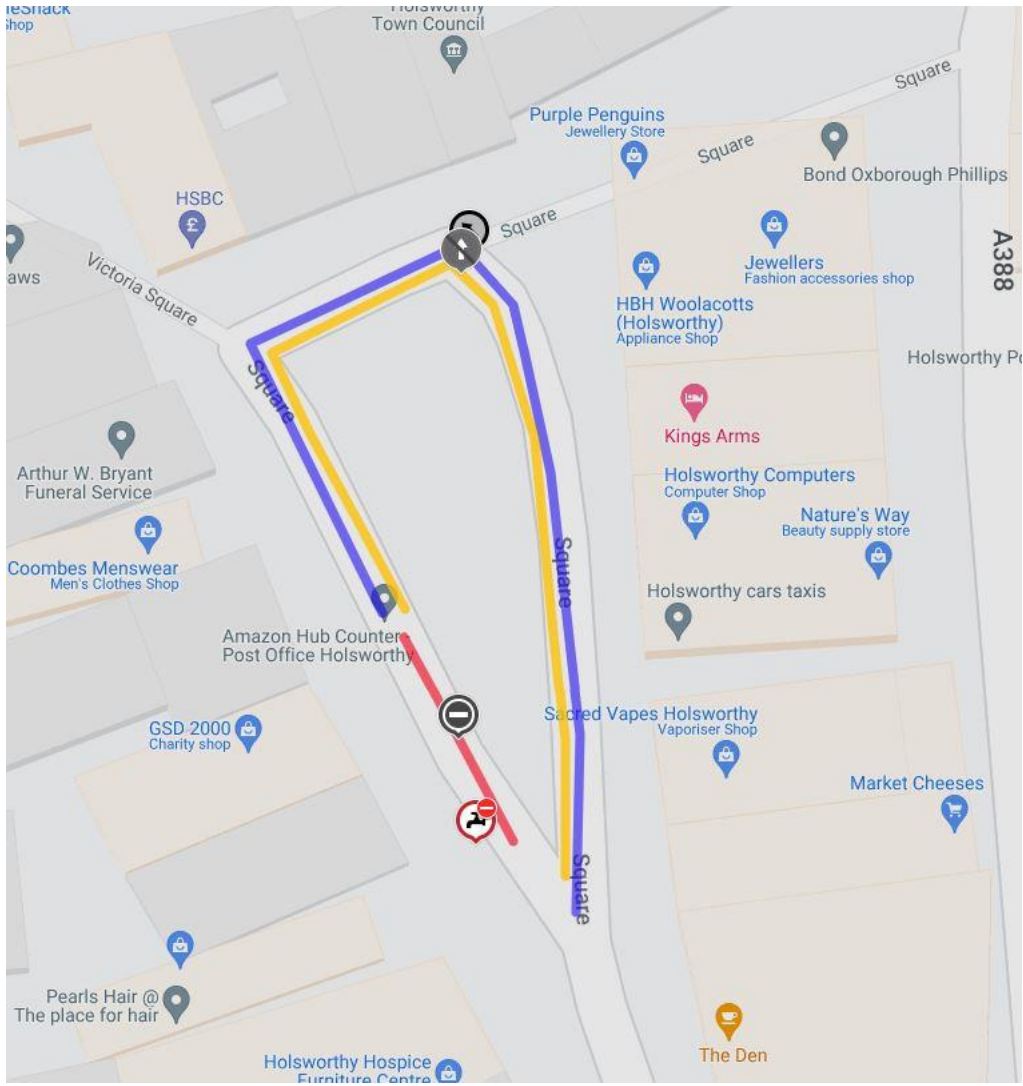 Shop
Holsworthy
Town Council
Square
Purple Penguins
Jewellery Store
Square
Bond Oxborough Phillips
HSBC
£
Square
aws
Victoria Square
Jewellers
Fashion accessories shop
A388
HBH Woolacotts
(Holsworthy)
Appliance Shop
Holsworthy
Square
Kings Arms
Arthur W. Bryant
Funeral Service
Holsworthy Computers
Computer Shop
Nature's Way
Beauty supply store
Coombes Menswear
Men's Clothes Shop
Square
Holsworthy cars taxis
Amazon Hub Counter -
Post Office Holsworthy
GSD 2000
Charity shop
Sacred Vapes Holsworthy
Vaporiser Shop
Market Cheeses
Square
Pearls Hair @
The place for hair
The Den
Holsworthy Hospice
Furniture Centre